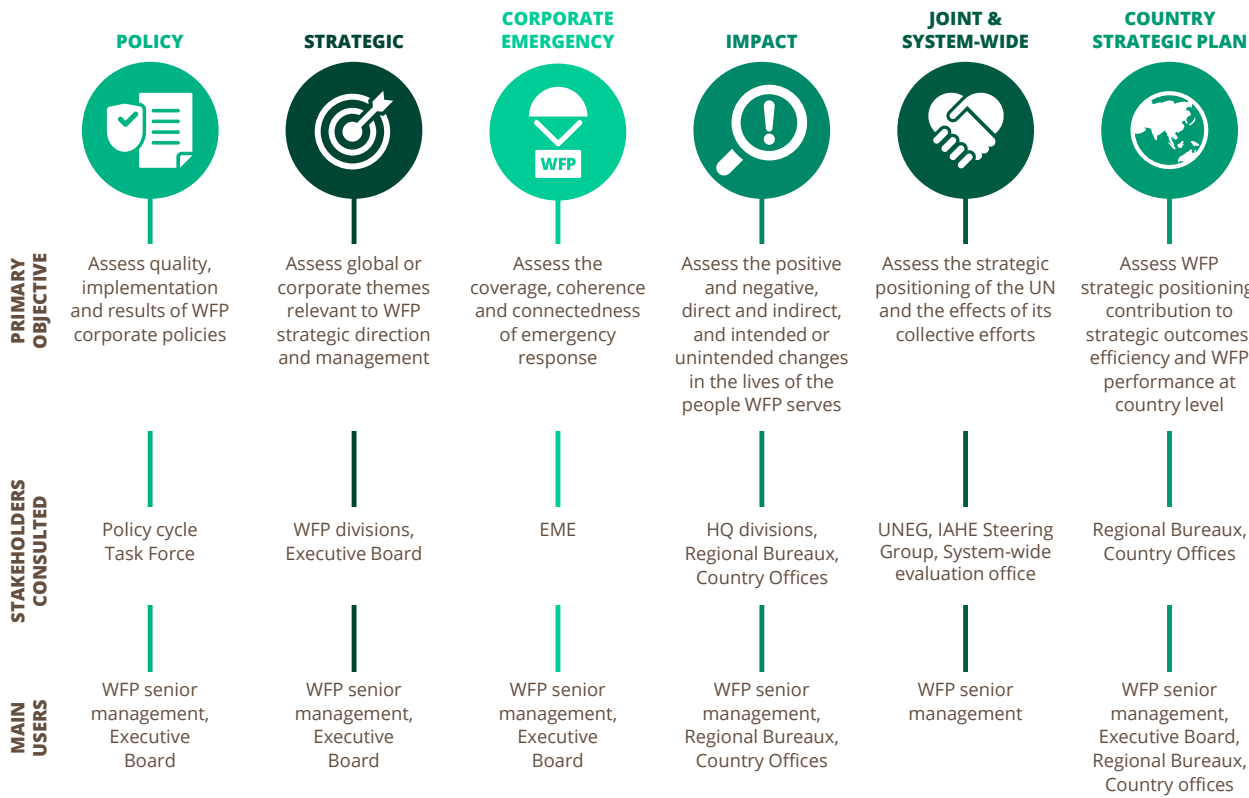 POLICY
STRATEGIC
CORPORATE
EMERGENCY
IMPACT
JOINT &
SYSTEM-WIDE
COUNTRY
STRATEGIC PLAN
WFP
PRIMARY
OBJECTIVE
Assess quality,
implementation
and results of WFP
corporate policies
Assess global or
corporate themes
relevant to WFP
strategic direction
and management
Assess the
coverage, coherence
and connectedness
of emergency
response
Assess the positive
and negative,
direct and indirect,
and intended or
unintended changes
in the lives of the
people WFP serves
Assess the strategic
positioning of the UN
and the effects of its
collective efforts
Assess WFP
strategic positioning
contribution to
strategic outcomes
efficiency and WFP
performance at
country level
STAKEHOLDERS
CONSULTED
Policy cycle
Task Force
WFP divisions,
Executive Board
EME
HQ divisions,
Regional Bureaux,
Country Offices
UNEG, IAHE Steering
Group, System-wide
evaluation office
Regional Bureaux,
Country Offices
MAIN
USERS
WFP senior
management,
Executive
Board
WFP senior
management,
Executive
Board
WFP senior
management,
Executive
Board
WFP senior
management,
Regional Bureaux,
Country Offices
WFP senior
management
WFP senior
management,
Executive Board,
Regional Bureaux,
Country offices